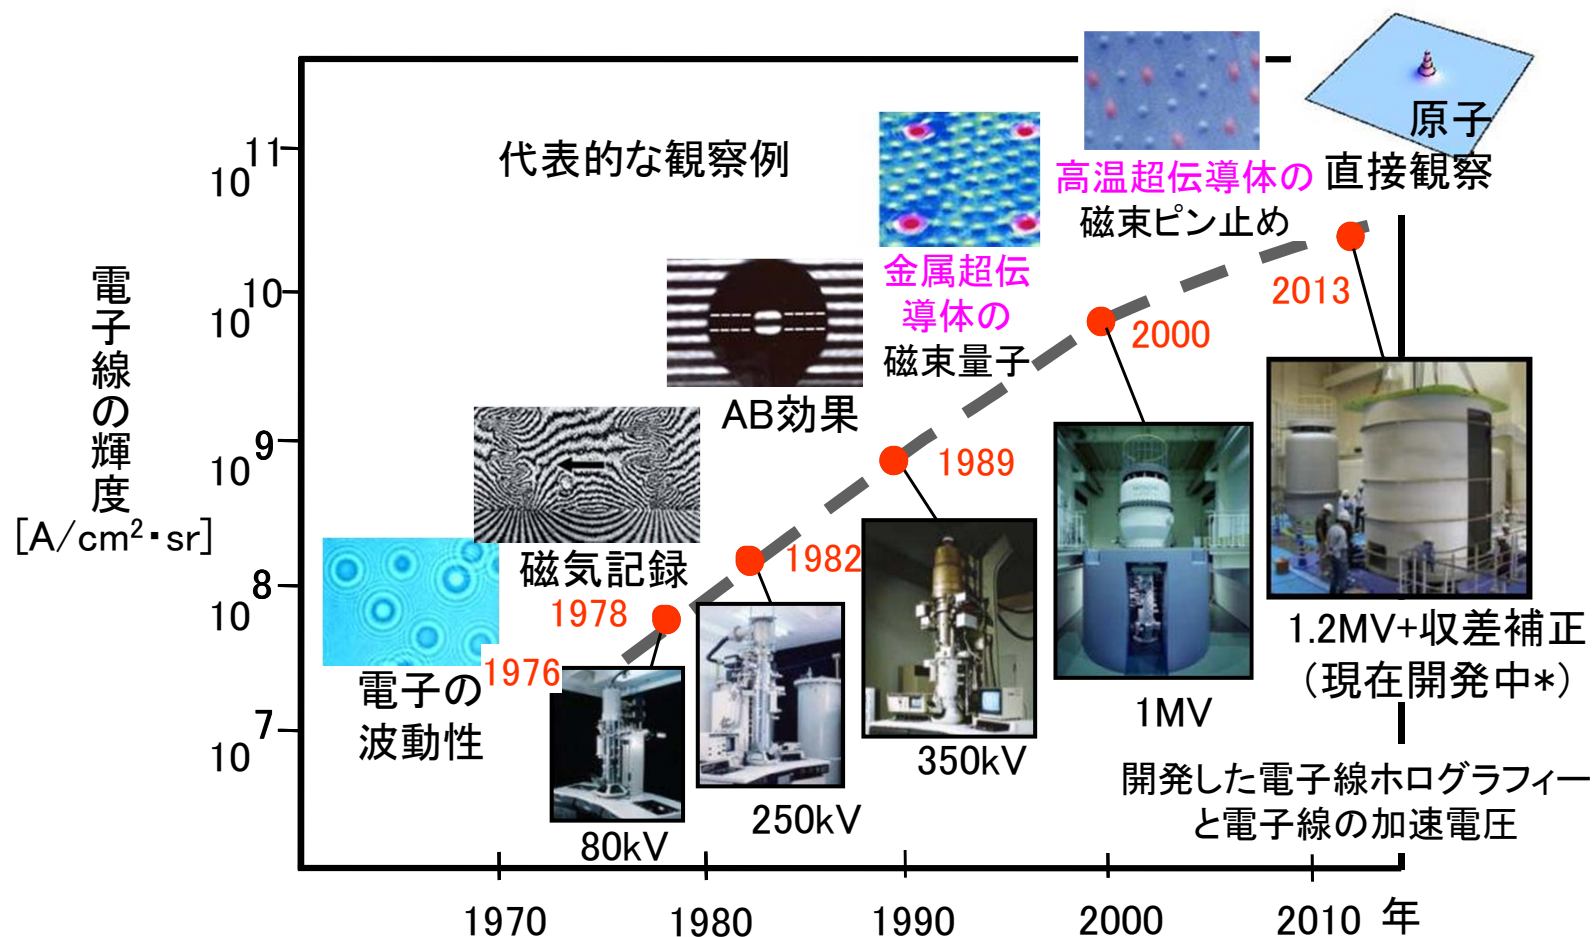 代表的な観察例
原子
直接観察
高温超伝導体の
磁束ピン止め
金属超伝
導体の
磁束量子
AB効果
磁気記録
電子の
波動性
電子線の輝度
[A/cm²・sr]
10¹¹
10¹⁰
10⁹
10⁸
10⁷
1976
1978
1982
1989
2000
2013
80kV
250kV
350kV
1MV
1.2MV+収差補正
（現在開発中*）
開発した電子線ホログラフィー
と電子線の加速電圧
1970
1980
1990
2000
2010 年